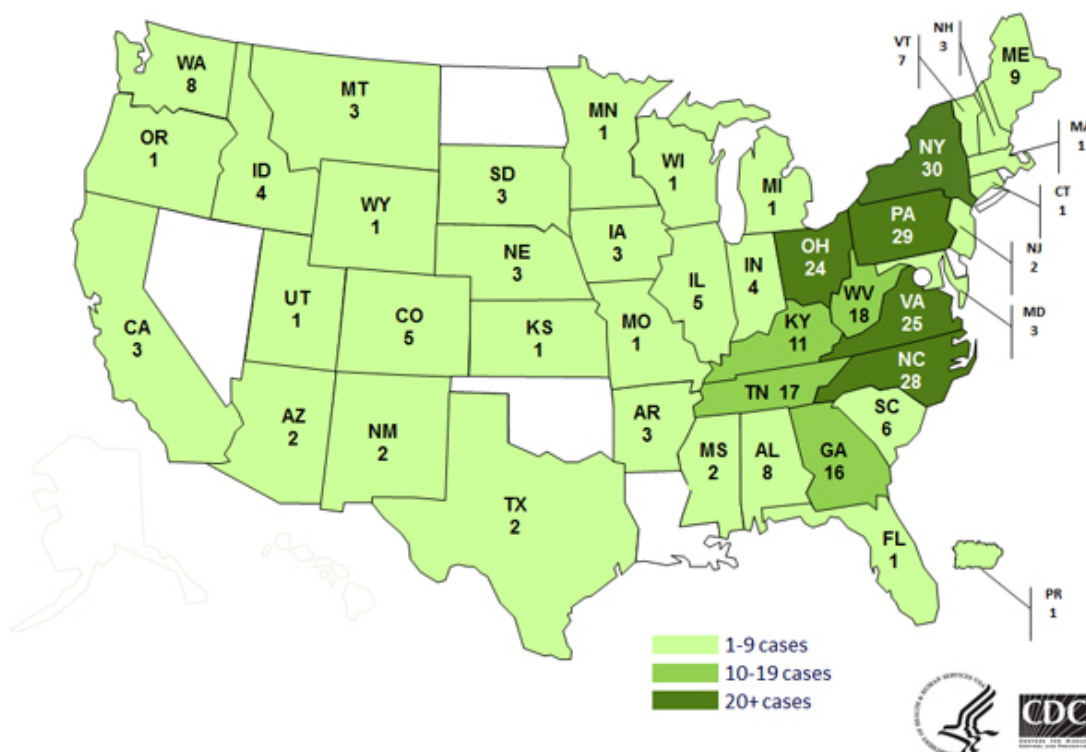 WA
8
OR
1
CA
3
ID
4
MT
3
WY
1
UT
1
AZ
2
CO
5
NM
2
SD
3
NE
3
KS
1
TX
2
MN
1
IA
3
MO
1
AR
3
WI
1
IL
5
MS
2
MI
1
IN
4
OH
24
KY
11
TN 17
AL
8
GA
16
FL
1
SC
6
NC
28
VA
25
WV
18
PA
29
NY
30
VT
7
NH
3
ME
9
MA
1
CT
1
NJ
2
MD
3
PR
1
1-9 cases
10-19 cases
20+ cases
CDC